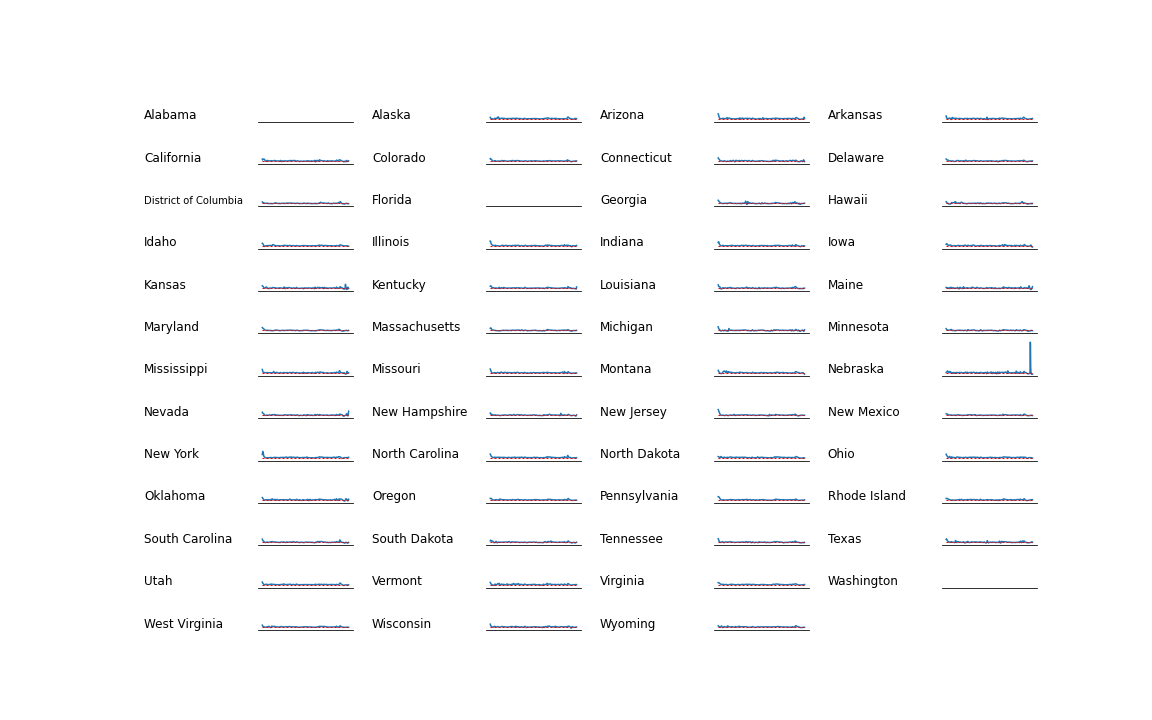 Alabama Alaska Arizona Arkansas
California Colorado Connecticut Delaware
District of Columbia Florida Georgia Hawaii
Idaho Illinois Indiana Iowa
Kansas Kentucky Louisiana Maine
Maryland Massachusetts Michigan Minnesota
Mississippi Missouri Montana Nebraska
Nevada New Hampshire New Jersey New Mexico
New York North Carolina North Dakota Ohio
Oklahoma Oregon Pennsylvania Rhode Island
South Carolina South Dakota Tennessee Texas
Utah Vermont Virginia Washington
West Virginia Wisconsin Wyoming